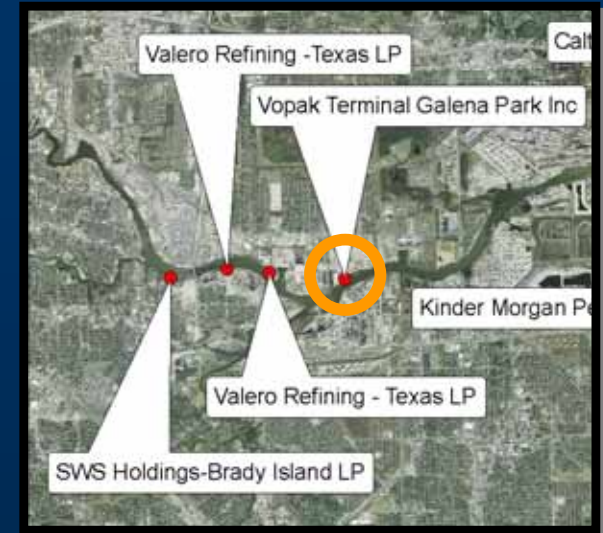 Calt
Valero Refining -Texas LP
Vopak Terminal Galena Park Inc
Kinder Morgan Pe
Valero Refining - Texas LP
SWS Holdings-Brady Island LP